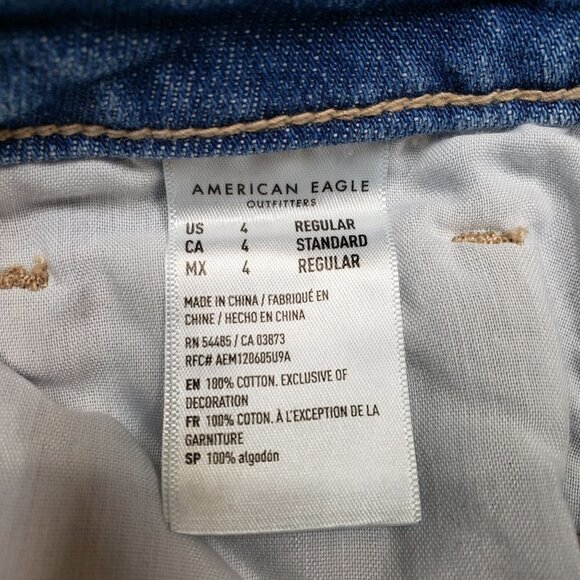 AMERICAN EAGLE
OUTFITTERS
US 4 REGULAR
CA 4 STANDARD
MX 4 REGULAR
MADE IN CHINA / FABRIQUÉ EN
CHINE / HECHO EN CHINA
RN 54485 / CA 03873
RFC# AEM120605U9A
EN 100% COTTON. EXCLUSIVE OF
DECORATION
FR 100% COTON. À L'EXCEPTION DE LA
GARNITURE
SP 100% algodón